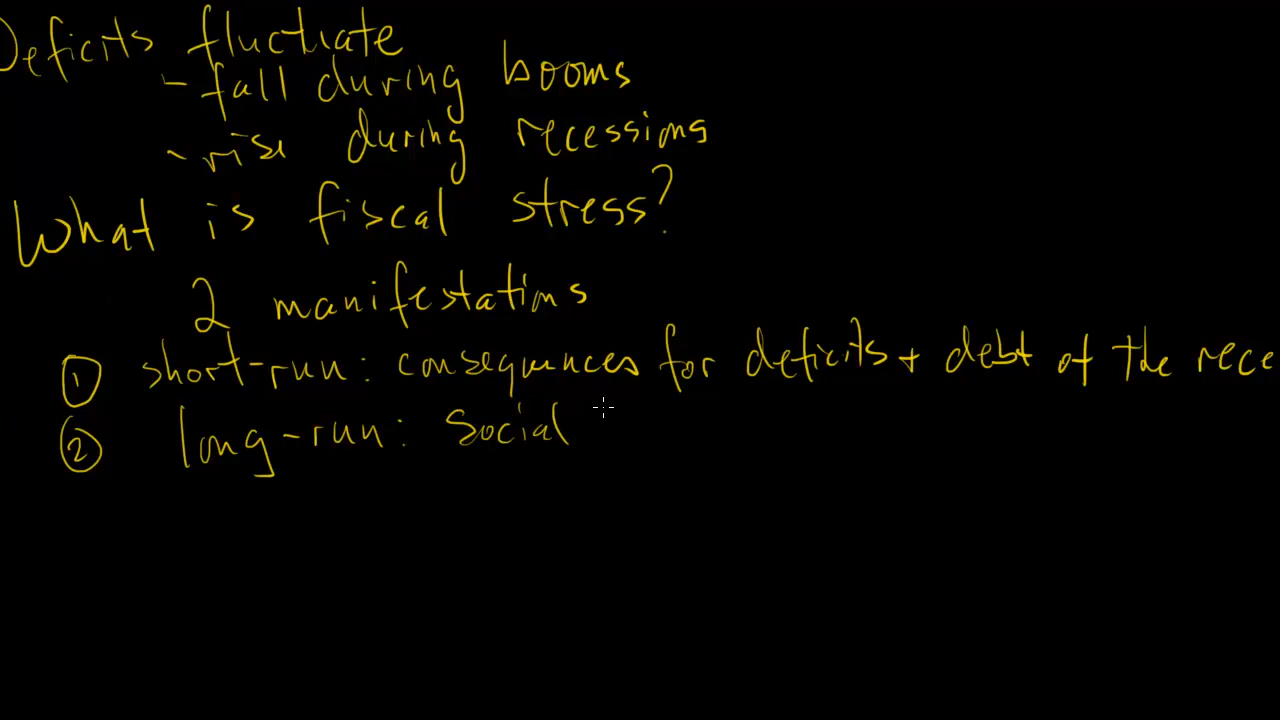 Deficits fluctuate
- fall during booms
- rise during recessions
What is fiscal stress?
2 manifestations
① short-run: consequences for deficits + debt of the rece
② long-run: social